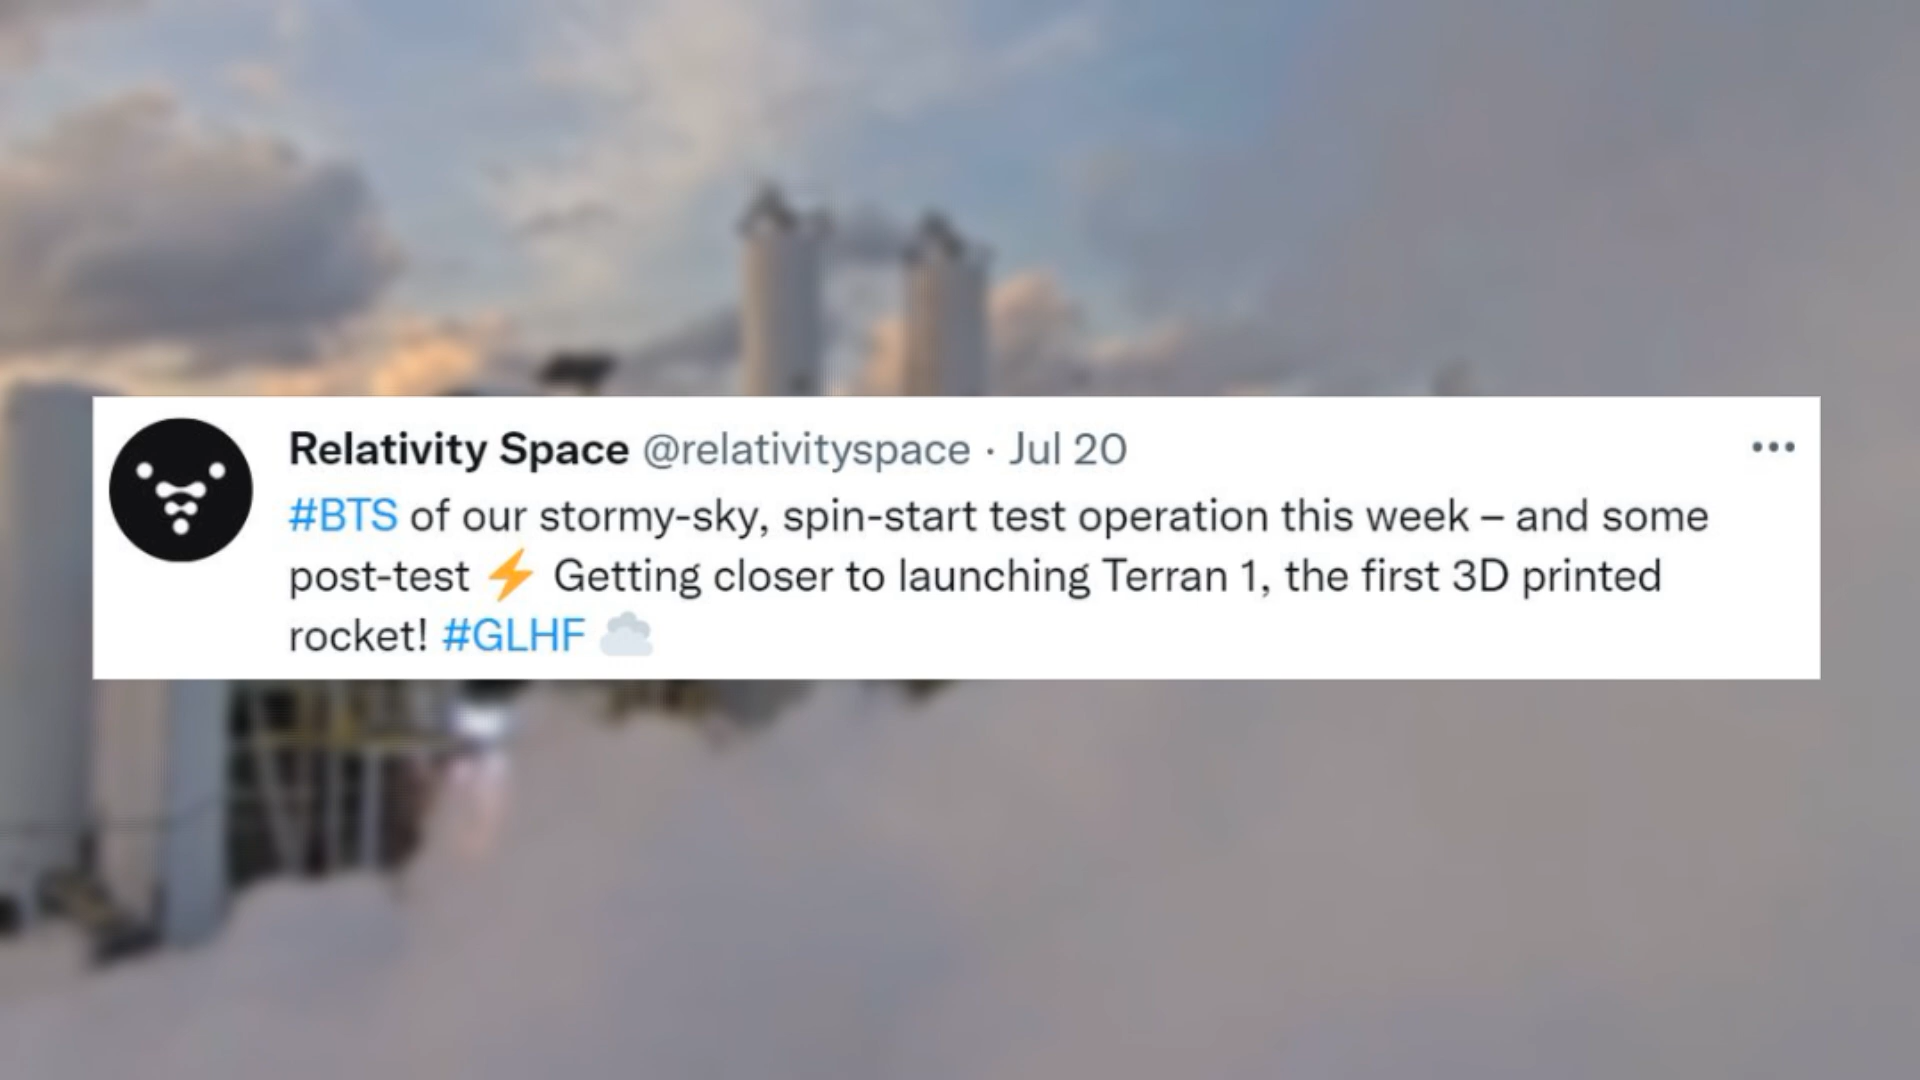 Relativity Space @relativityspace · Jul 20
#BTS of our stormy-sky, spin-start test operation this week – and some
post-test ⚡ Getting closer to launching Terran 1, the first 3D printed
rocket! #GLHF ☁️